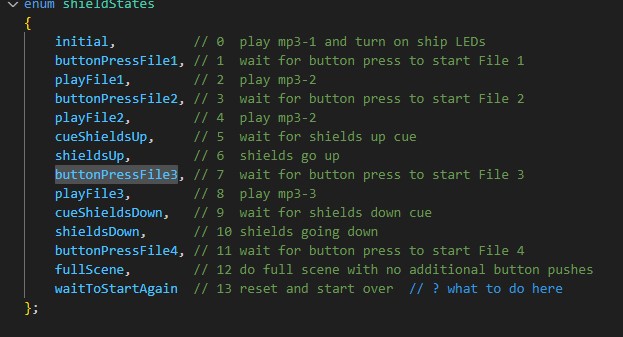 enum shieldStates
{
initial, // 0 play mp3-1 and turn on ship LEDs
buttonPressFile1, // 1 wait for button press to start File 1
playFile1, // 2 play mp3-2
buttonPressFile2, // 3 wait for button press to start File 2
playFile2, // 4 play mp3-2
cueShieldsUp, // 5 wait for shields up cue
shieldsUp, // 6 shields go up
buttonPressFile3, // 7 wait for button press to start File 3
playFile3, // 8 play mp3-3
cueShieldsDown, // 9 wait for shields down cue
shieldsDown, // 10 shields going down
buttonPressFile4, // 11 wait for button press to start File 4
fullScene, // 12 do full scene with no additional button pushes
waitToStartAgain // 13 reset and start over // ? what to do here
};